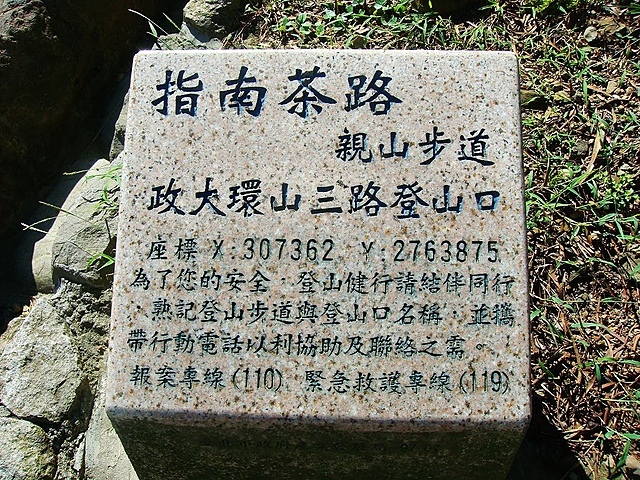 指南茶路
親山步道
政大環山三路登山口
座標 X:307362 Y:2763875
為了您的安全,登山健行請結伴同行
,熟記登山步道與登山口名稱,並攜
帶行動電話以利協助及聯絡之需。
報案專線(110) 緊急救護專線(119)